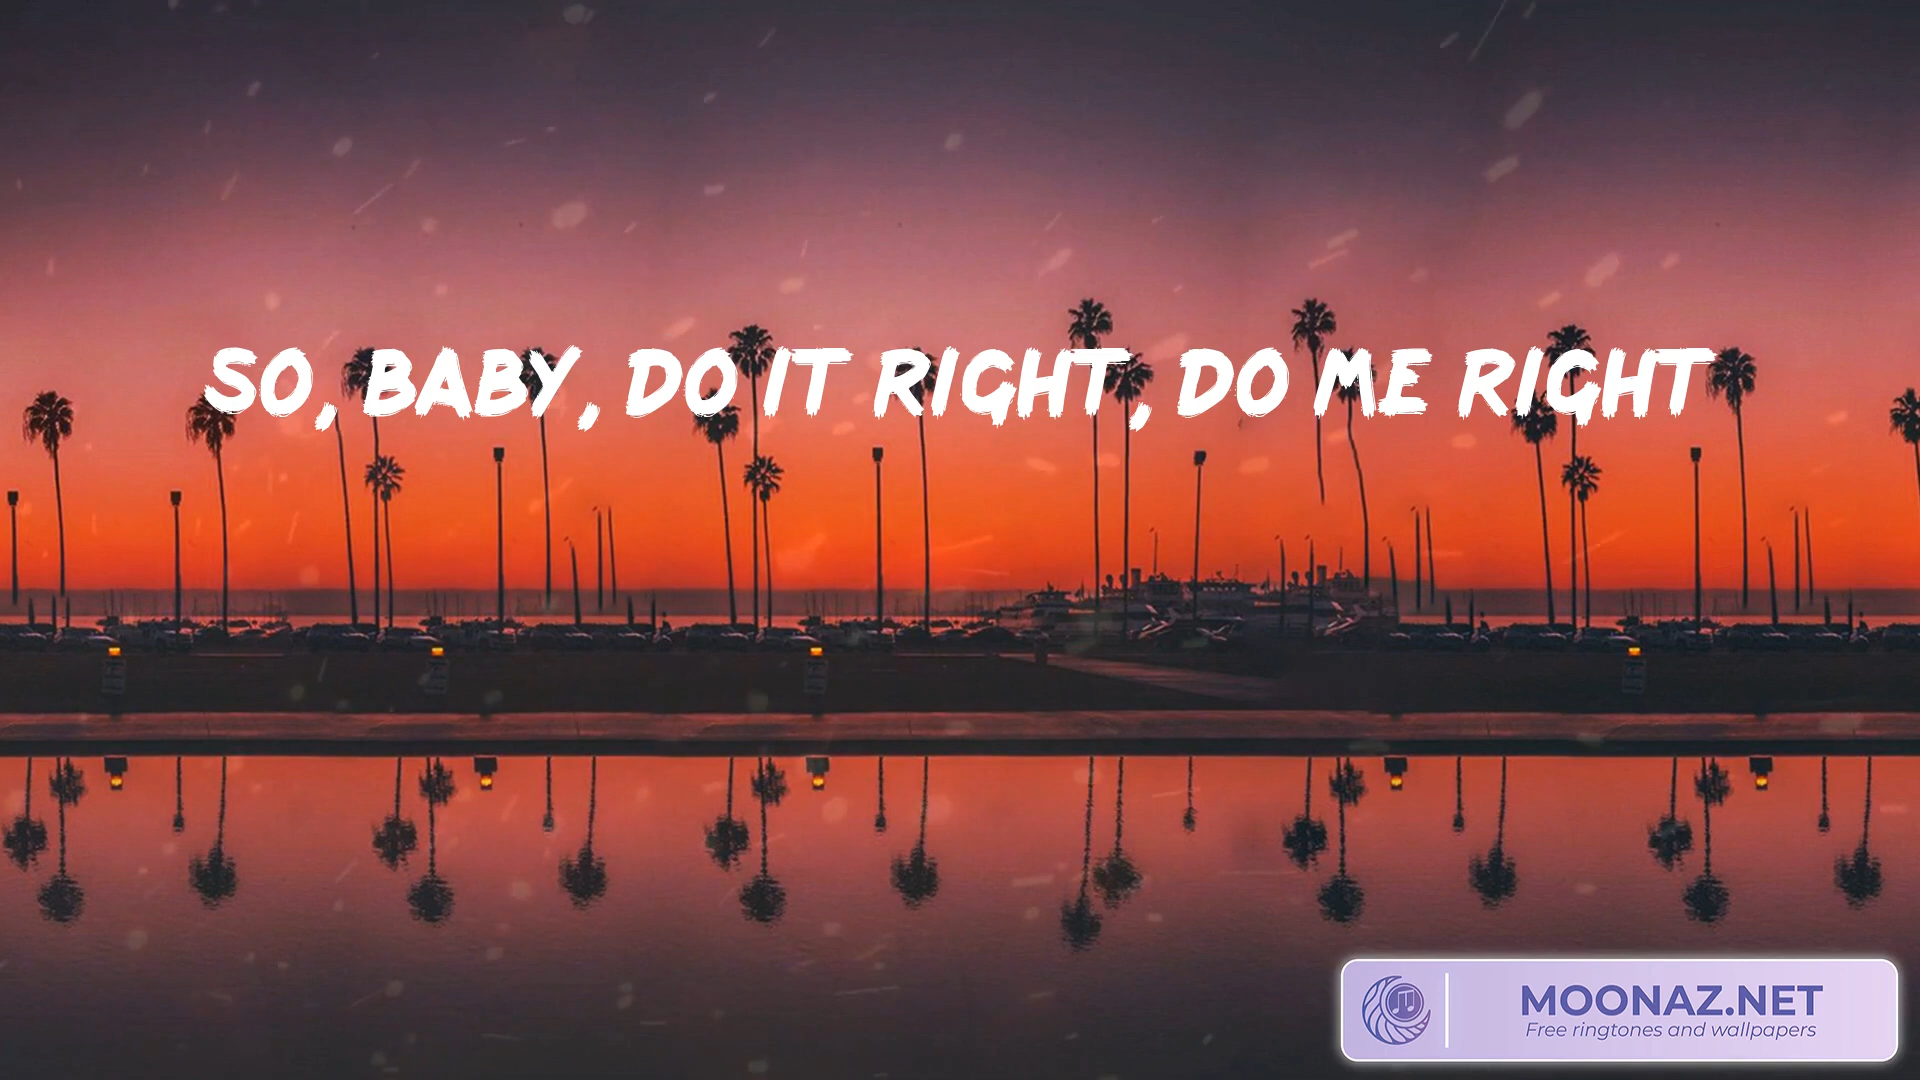 SO, BABY, DO IT RIGHT, DO ME RIGHT
MOONAZ.NET
Free ringtones and wallpapers